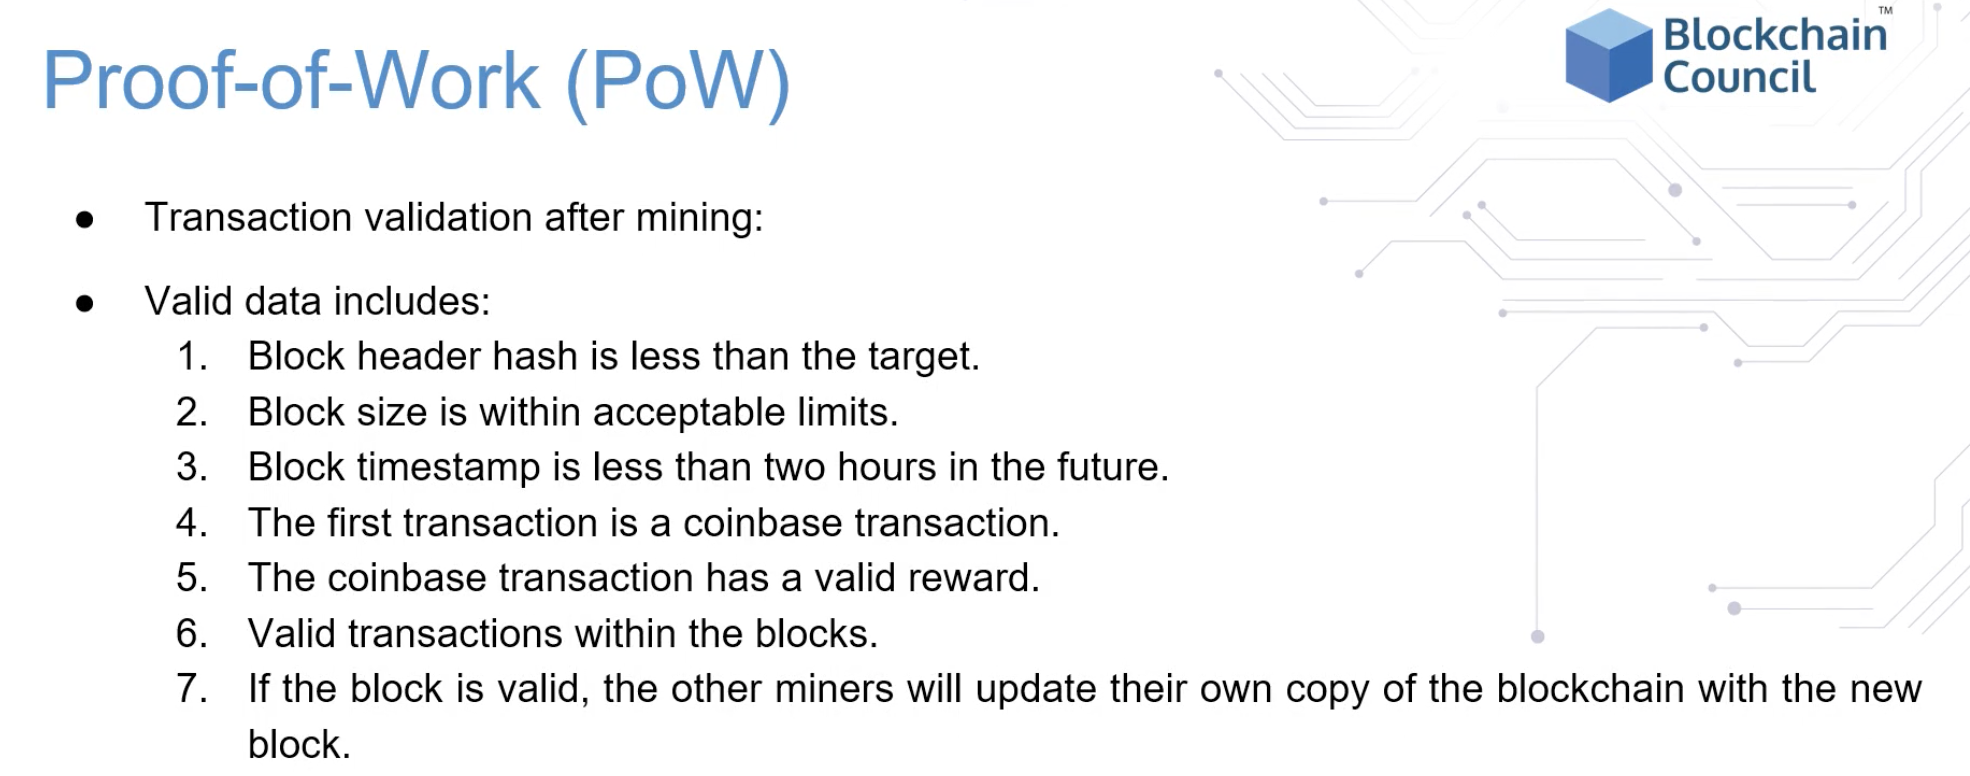 Blockchain
Council
TM
Proof-of-Work (PoW)
● Transaction validation after mining:
● Valid data includes:
1. Block header hash is less than the target.
2. Block size is within acceptable limits.
3. Block timestamp is less than two hours in the future.
4. The first transaction is a coinbase transaction.
5. The coinbase transaction has a valid reward.
6. Valid transactions within the blocks.
7. If the block is valid, the other miners will update their own copy of the blockchain with the new
block.